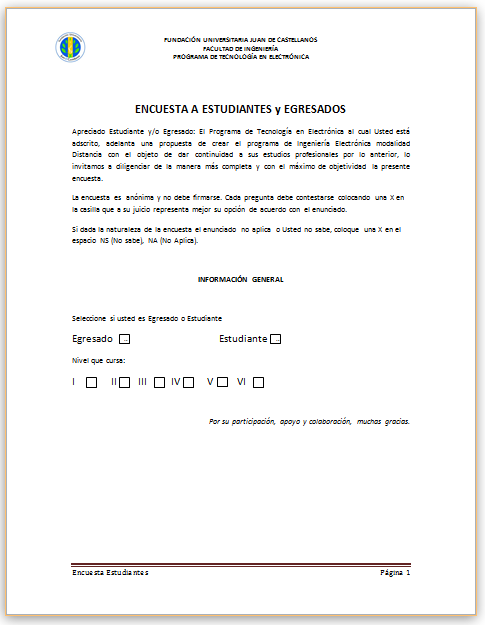 FUNDACIÓN UNIVERSITARIA JUAN DE CASTELLANOS
FACULTAD DE INGENIERÍA
PROGRAMA DE TECNOLOGÍA EN ELECTRÓNICA
ENCUESTA A ESTUDIANTES y EGRESADOS
Apreciado Estudiante y/o Egresado: El Programa de Tecnología en Electrónica al cual Usted está
adscrito, adelanta una propuesta de crear el programa de Ingeniería Electrónica modalidad
Distancia con el objeto de dar continuidad a sus estudios profesionales por lo anterior, lo
invitamos a diligenciar de la manera más completa y con el máximo de objetividad la presente
encuesta.
La encuesta es anónima y no debe firmarse. Cada pregunta debe contestarse colocando una X en
la casilla que a su juicio representa mejor su opción de acuerdo con el enunciado.
Si dada la naturaleza de la encuesta el enunciado no aplica o Usted no sabe, coloque una X en el
espacio NS (No sabe), NA (No Aplica).
INFORMACIÓN GENERAL
Seleccione si usted es Egresado o Estudiante
Egresado Estudiante
Nivel que cursa:
I II III IV V VI
Por su participación, apoyo y colaboración, muchas gracias.
Encuesta Estudiantes Página 1